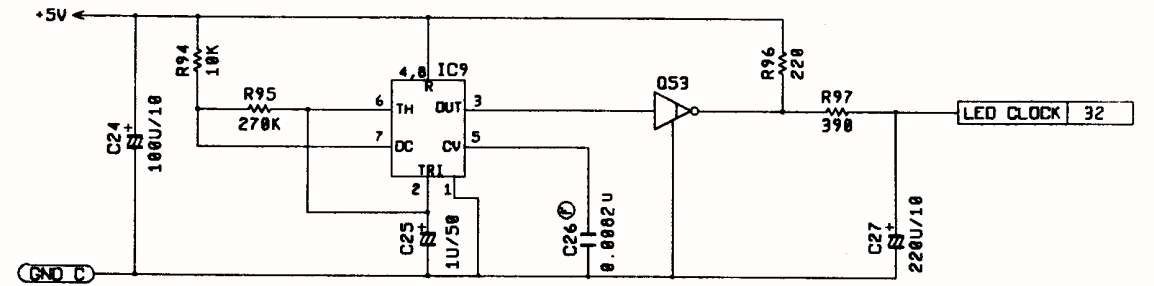 +5V
R94
10K
R95
270K
C24
+
100U/10
4,8
IC9
R
6
TH
OUT
3
7
DC
CV
5
TRI
2
1
C25
+
1U/50
C26
P
0.0082U
Q53
R96
220
R97
390
LED CLOCK
32
C27
+
220U/10
GND C